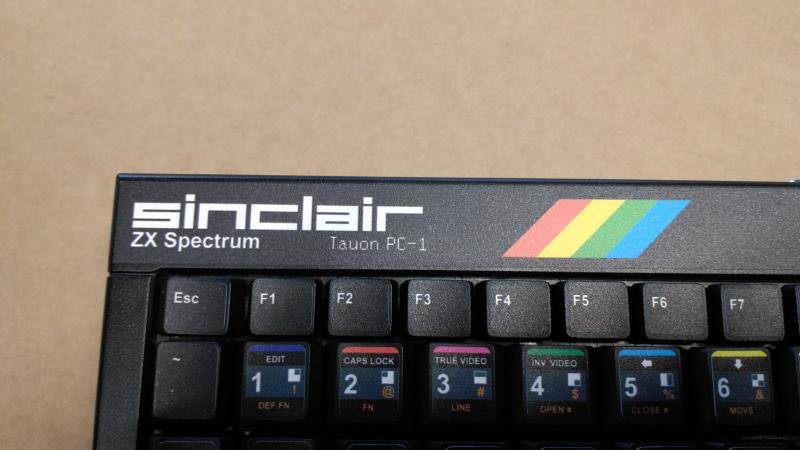 sinclair
ZX Spectrum Tauon PC-1
Esc F1 F2 F3 F4 F5 F6 F7
~ EDIT CAPS LOCK TRUE VIDEO INV VIDEO
1 ! 2 @ 3 # 4 $ 5 % 6 &
DEF FN FN LINE OPEN # CLOSE # MOVE